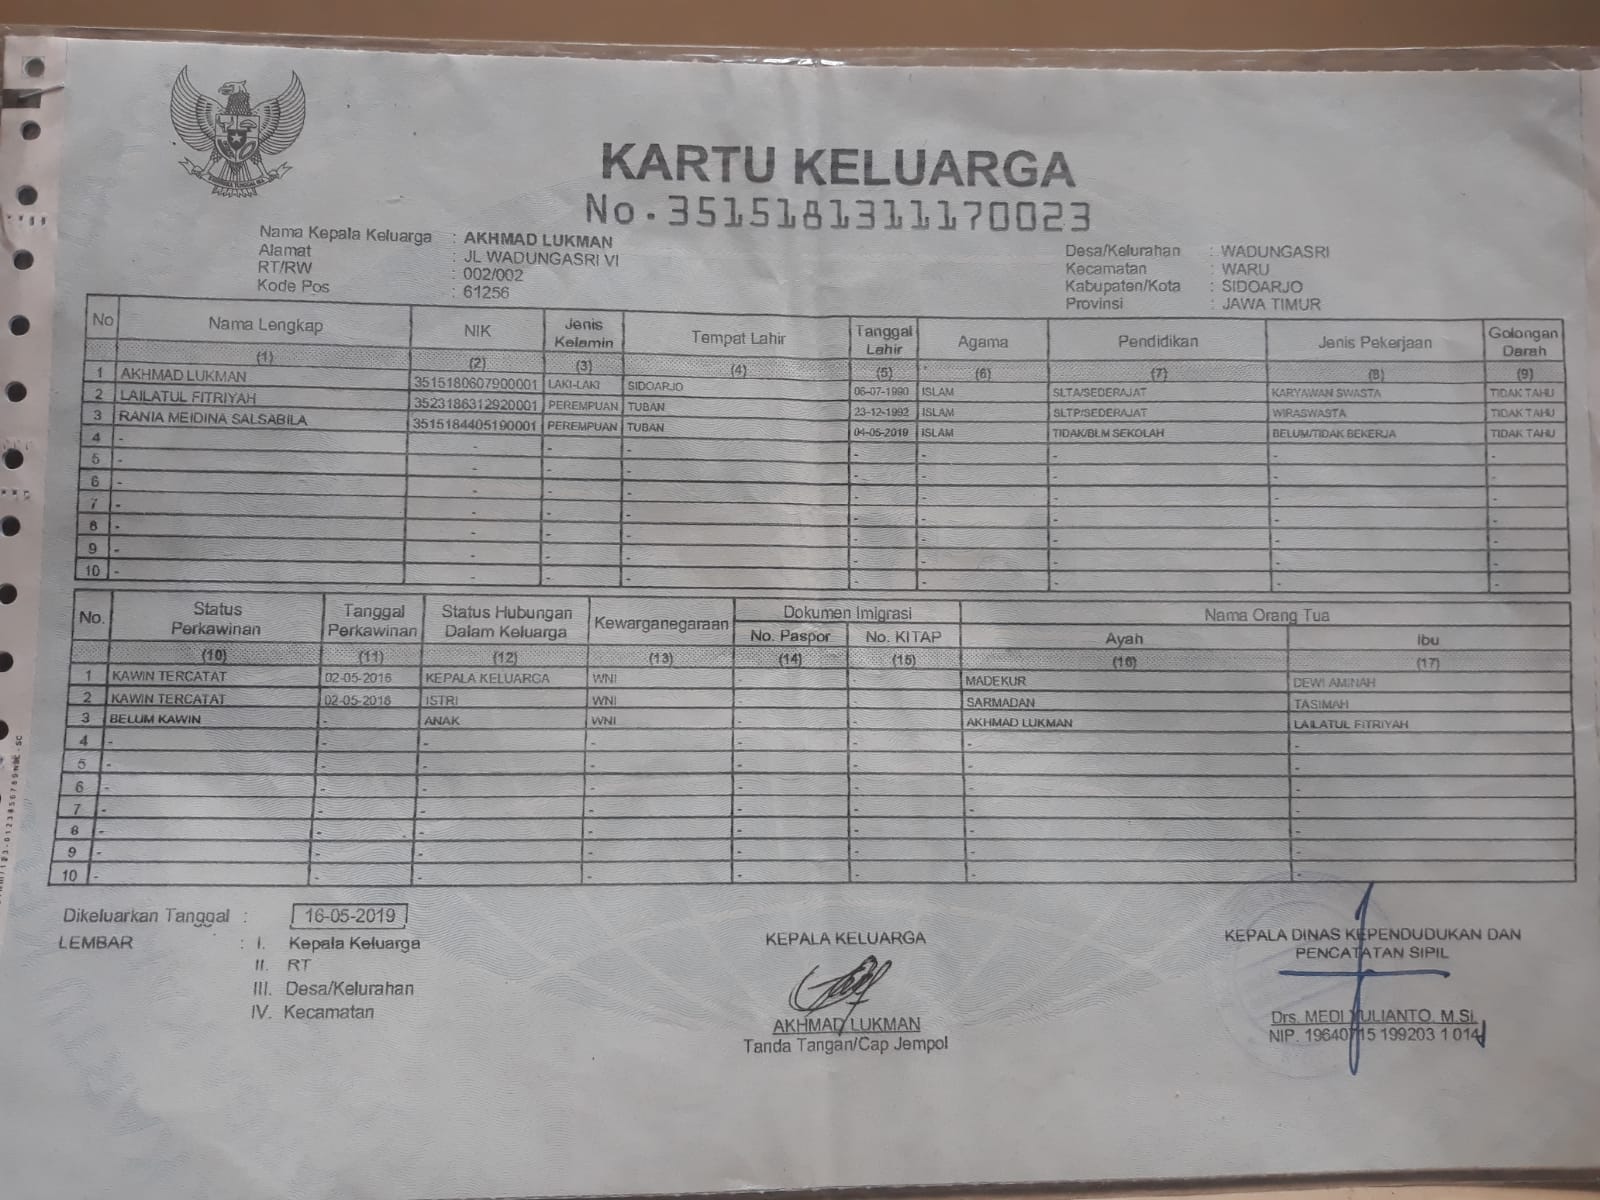 KARTU KELUARGA
No. 3515181311170023
Nama Kepala Keluarga : AKHMAD LUKMAN
Alamat : JL WADUNGASRI VI
RT/RW : 002/002
Kode Pos : 61256
Desa/Kelurahan : WADUNGASRI
Kecamatan : WARU
Kabupaten/Kota : SIDOARJO
Provinsi : JAWA TIMUR
No Nama Lengkap NIK Jenis Kelamin Tempat Lahir Tanggal Lahir Agama Pendidikan Jenis Pekerjaan Golongan Darah
(1) (2) (3) (4) (5) (6) (7) (8) (9)
1 AKHMAD LUKMAN 3515180607900001 LAKI-LAKI SIDOARJO 06-07-1990 ISLAM SLTA/SEDERAJAT KARYAWAN SWASTA TIDAK TAHU
2 LAILATUL FITRIYAH 3523186312920001 PEREMPUAN TUBAN 23-12-1992 ISLAM SLTP/SEDERAJAT WIRASWASTA TIDAK TAHU
3 RANIA MEIDINA SALSABILA 3515184405190001 PEREMPUAN TUBAN 04-05-2019 ISLAM TIDAK/BLM SEKOLAH BELUM/TIDAK BEKERJA TIDAK TAHU
4 - - - - - - - - -
5 - - - - - - - - -
6 - - - - - - - - -
7 - - - - - - - - -
8 - - - - - - - - -
9 - - - - - - - - -
10 - - - - - - - - -
No. Status Perkawinan Tanggal Perkawinan Status Hubungan Dalam Keluarga Kewarganegaraan Dokumen Imigrasi Nama Orang Tua
No. Paspor No. KITAP Ayah Ibu
(10) (11) (12) (13) (14) (15) (16) (17)
1 KAWIN TERCATAT 02-05-2016 KEPALA KELUARGA WNI - - MADEKUR DEWI AMINAH
2 KAWIN TERCATAT 02-05-2016 ISTRI WNI - - SARMADAN TASIMAH
3 BELUM KAWIN - ANAK WNI - - AKHMAD LUKMAN LAILATUL FITRIYAH
4 - - - - - - - -
5 - - - - - - - -
6 - - - - - - - -
7 - - - - - - - -
8 - - - - - - - -
9 - - - - - - - -
10 - - - - - - - -
Dikeluarkan Tanggal : 16-05-2019
LEMBAR : I. Kepala Keluarga
II. RT
III. Desa/Kelurahan
IV. Kecamatan
KEPALA KELUARGA
AKHMAD LUKMAN
Tanda Tangan/Cap Jempol
KEPALA DINAS KEPENDUDUKAN DAN
PENCATATAN SIPIL
Drs. MEDI YULIANTO, M.Si.
NIP. 19640715 199203 1 014